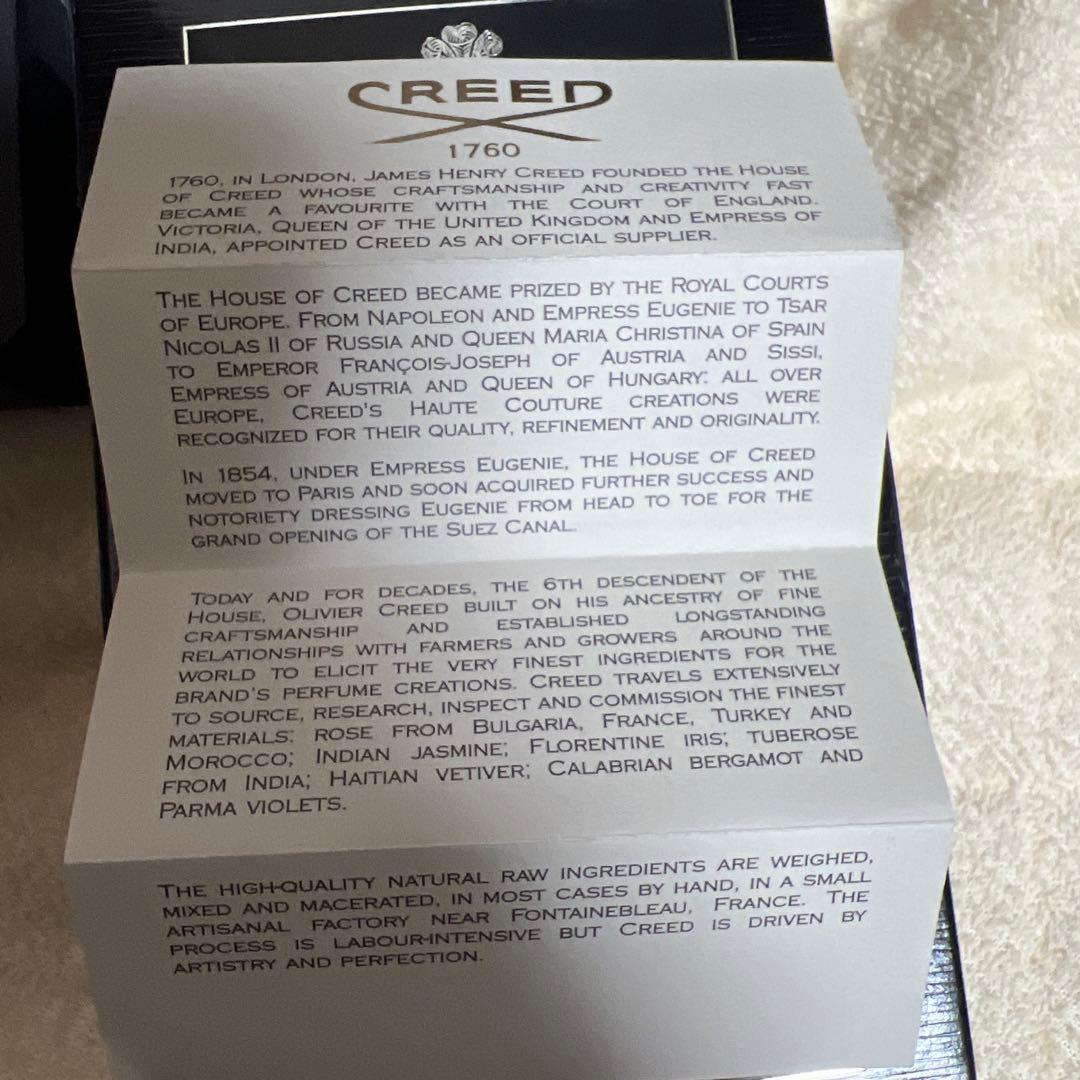 CREED
1760
1760, IN LONDON, JAMES HENRY CREED FOUNDED THE HOUSE
OF CREED WHOSE CRAFTSMANSHIP AND CREATIVITY FAST
BECAME A FAVOURITE WITH THE COURT OF ENGLAND.
VICTORIA, QUEEN OF THE UNITED KINGDOM AND EMPRESS OF
INDIA, APPOINTED CREED AS AN OFFICIAL SUPPLIER.
THE HOUSE OF CREED BECAME PRIZED BY THE ROYAL COURTS
OF EUROPE. FROM NAPOLEON AND EMPRESS EUGENIE TO TSAR
NICOLAS II OF RUSSIA AND QUEEN MARIA CHRISTINA OF SPAIN
TO EMPEROR FRANÇOIS-JOSEPH OF AUSTRIA AND SISSI,
EMPRESS OF AUSTRIA AND QUEEN OF HUNGARY: ALL OVER
EUROPE, CREED'S HAUTE COUTURE CREATIONS WERE
RECOGNIZED FOR THEIR QUALITY, REFINEMENT AND ORIGINALITY.
IN 1854, UNDER EMPRESS EUGENIE, THE HOUSE OF CREED
MOVED TO PARIS AND SOON ACQUIRED FURTHER SUCCESS AND
NOTORIETY DRESSING EUGENIE FROM HEAD TO TOE FOR THE
GRAND OPENING OF THE SUEZ CANAL.
TODAY AND FOR DECADES, THE 6TH DESCENDENT OF THE
HOUSE, OLIVIER CREED BUILT ON HIS ANCESTRY OF FINE
CRAFTSMANSHIP AND ESTABLISHED LONGSTANDING
RELATIONSHIPS WITH FARMERS AND GROWERS AROUND THE
WORLD TO ELICIT THE VERY FINEST INGREDIENTS FOR THE
BRAND'S PERFUME CREATIONS. CREED TRAVELS EXTENSIVELY
TO SOURCE, RESEARCH, INSPECT AND COMMISSION THE FINEST
MATERIALS: ROSE FROM BULGARIA, FRANCE, TURKEY AND
MOROCCO; INDIAN JASMINE; FLORENTINE IRIS; TUBEROSE
FROM INDIA; HAITIAN VETIVER; CALABRIAN BERGAMOT AND
PARMA VIOLETS.
THE HIGH-QUALITY NATURAL RAW INGREDIENTS ARE WEIGHED,
MIXED AND MACERATED, IN MOST CASES BY HAND, IN A SMALL
ARTISANAL FACTORY NEAR FONTAINEBLEAU, FRANCE. THE
PROCESS IS LABOUR-INTENSIVE BUT CREED IS DRIVEN BY
ARTISTRY AND PERFECTION.